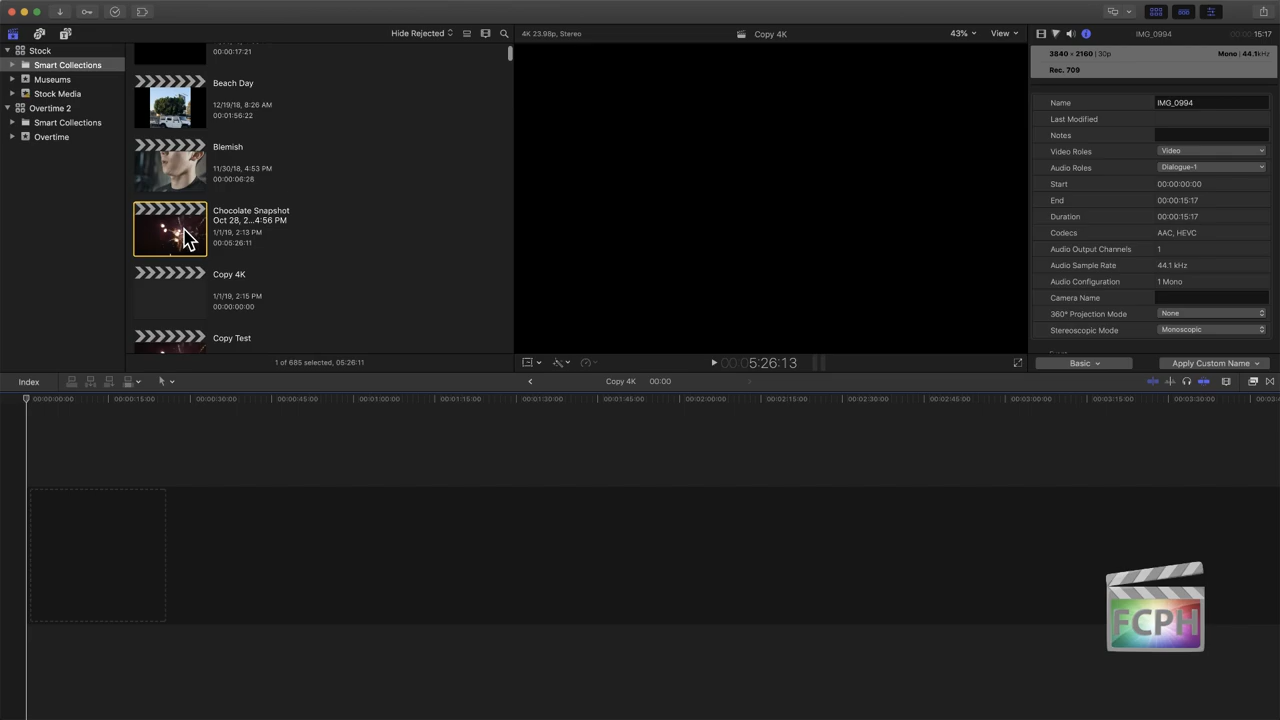 Hide Rejected
4K 23.98p, Stereo
Copy 4K
43%
View
IMG_0994
15:17
Stock
Smart Collections
Museums
Stock Media
Overtime 2
Smart Collections
Overtime
00:00:17:21
Beach Day
12/19/18, 8:26 AM
00:01:56:22
Blemish
11/30/18, 4:53 PM
00:00:06:28
Chocolate Snapshot
Oct 28, 2...4:56 PM
1/1/19, 2:13 PM
00:05:26:11
Copy 4K
1/1/19, 2:15 PM
00:00:00:00
Copy Test
1 of 685 selected, 05:26:11
5:26:13
3840 × 2160 | 30p
Mono | 44.1kHz
Rec. 709
Name IMG_0994
Last Modified
Notes
Video Roles Video
Audio Roles Dialogue-1
Start 00:00:00:00
End 00:00:15:17
Duration 00:00:15:17
Codecs AAC, HEVC
Audio Output Channels 1
Audio Sample Rate 44.1 kHz
Audio Configuration 1 Mono
Camera Name
360° Projection Mode None
Stereoscopic Mode Monoscopic
Basic
Apply Custom Name
Index
Copy 4K 00:00
00:00:00:00 00:00:15:00 00:00:30:00 00:00:45:00 00:01:00:00 00:01:15:00 00:01:30:00 00:01:45:00 00:02:00:00 00:02:15:00 00:02:30:00 00:02:45:00 00:03:00:00 00:03:15:00 00:03:30:00
FCPH